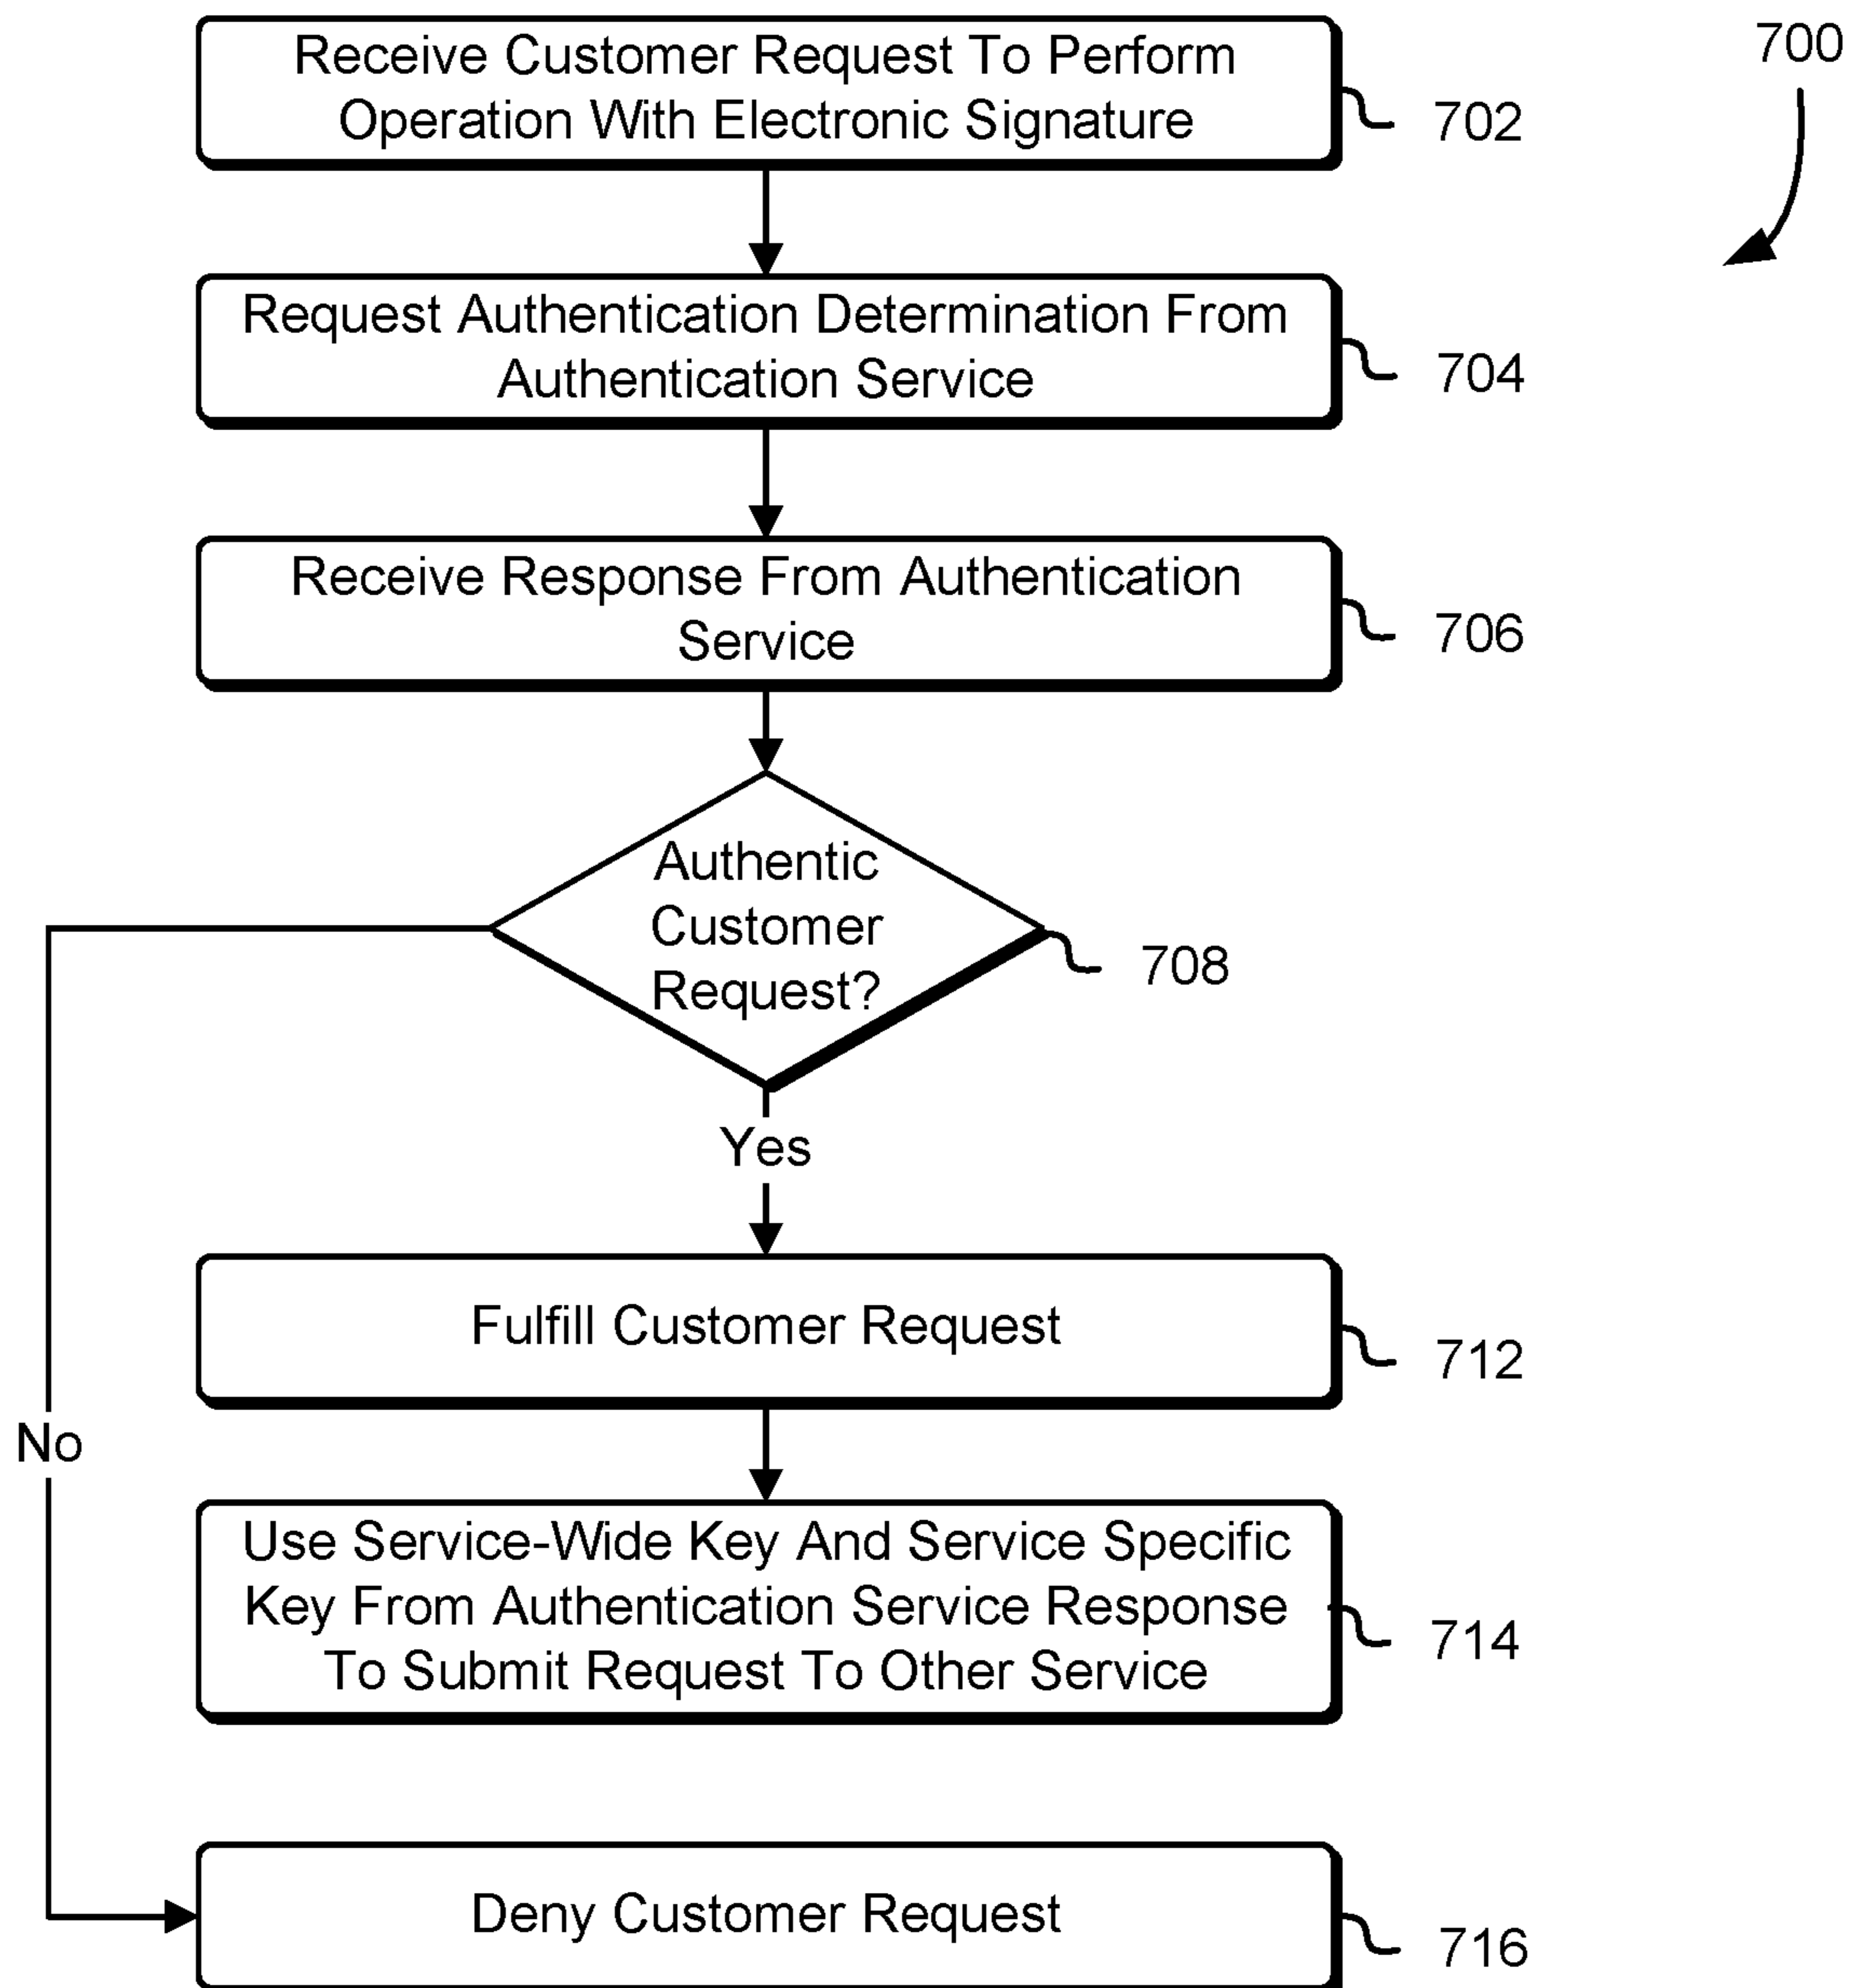 700
Receive Customer Request To Perform
Operation With Electronic Signature
702
Request Authentication Determination From
Authentication Service
704
Receive Response From Authentication
Service
706
Authentic
Customer
Request?
708
Yes
Fulfill Customer Request
712
No
Use Service-Wide Key And Service Specific
Key From Authentication Service Response
To Submit Request To Other Service
714
Deny Customer Request
716